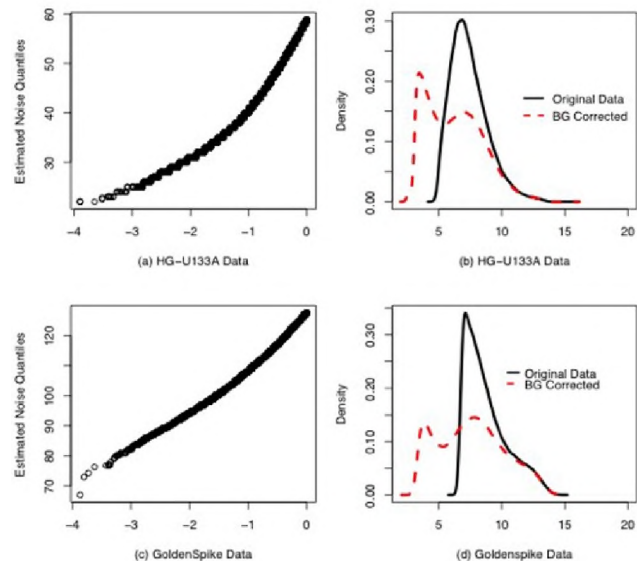 Estimated Noise Quantiles
60
50
40
30
−4 −3 −2 −1 0
(a) HG−U133A Data
Density
0.30
0.20
0.10
0.00
Original Data
BG Corrected
5 10 15 20
(b) HG−U133A Data
Estimated Noise Quantiles
120
110
100
90
80
70
−4 −3 −2 −1 0
(c) GoldenSpike Data
Density
0.30
0.20
0.10
0.00
Original Data
BG Corrected
5 10 15 20
(d) Goldenspike Data